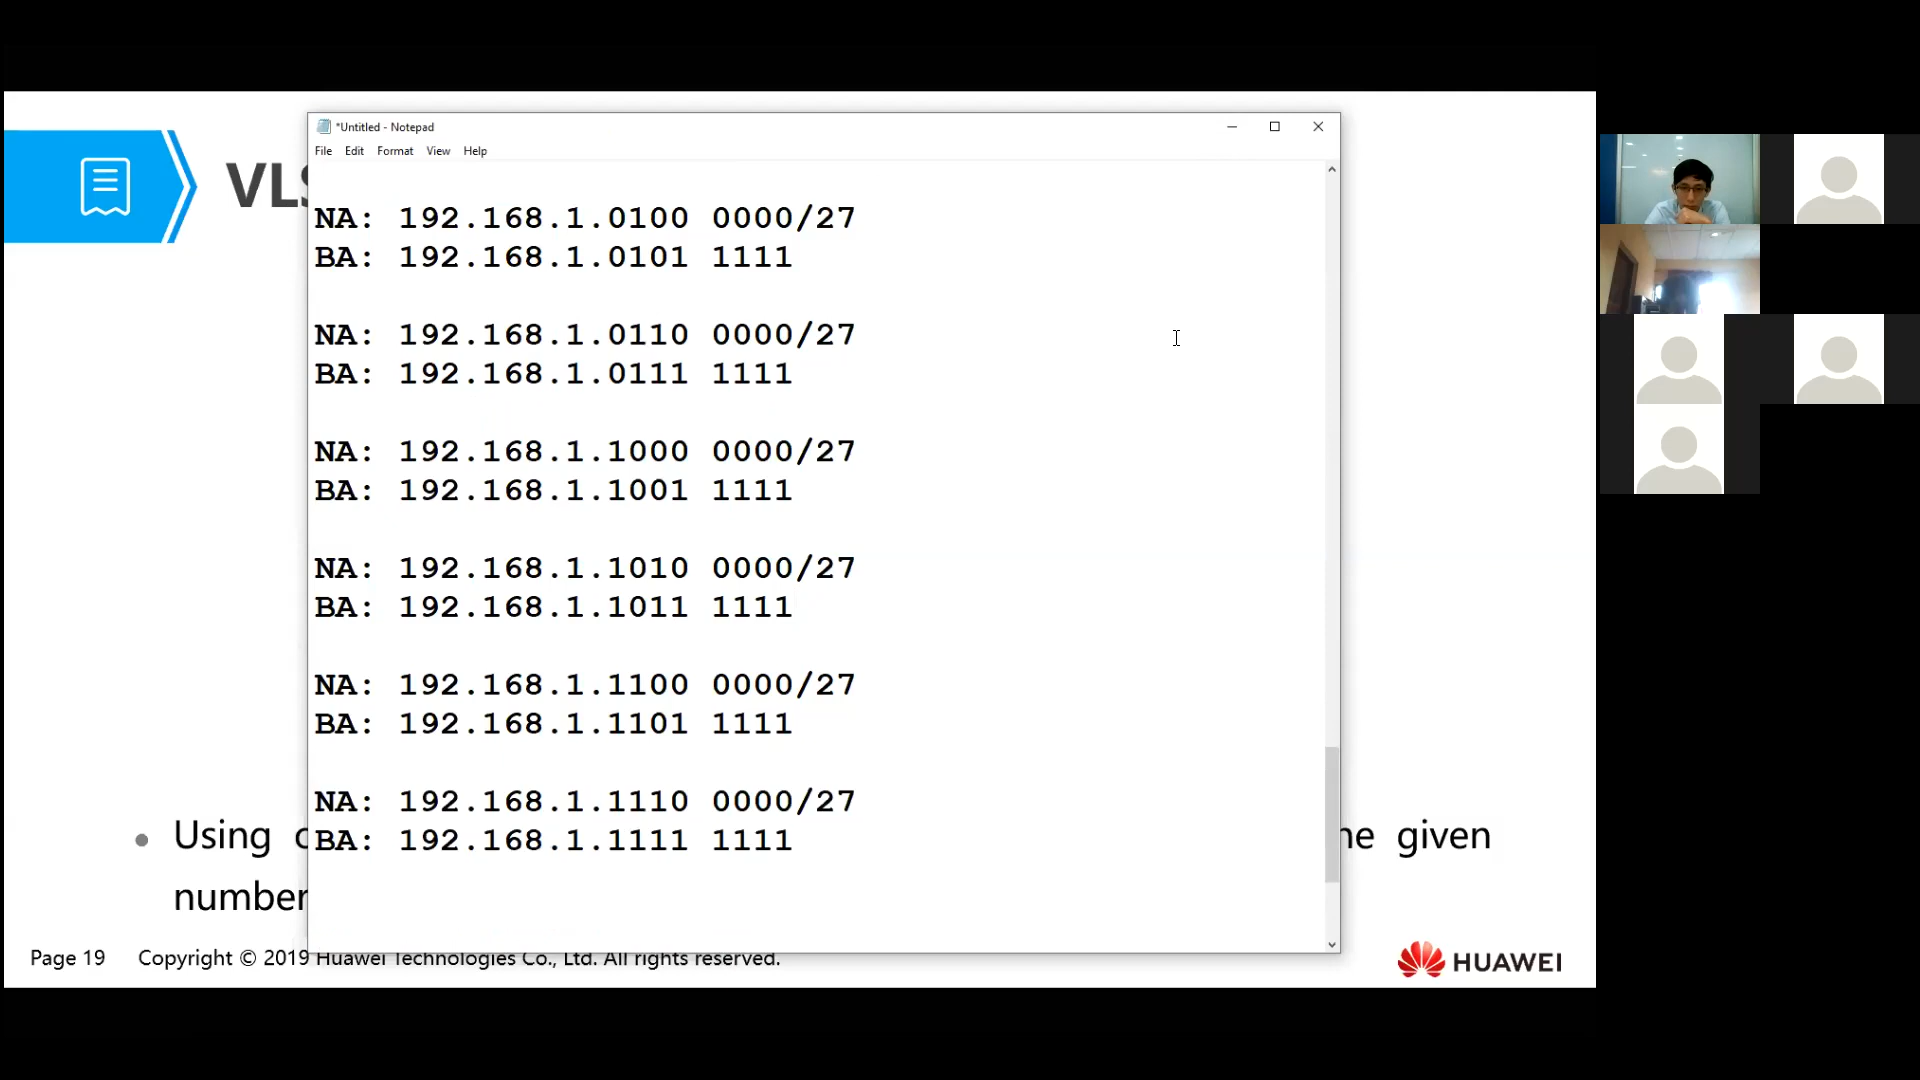 *Untitled - Notepad
File Edit Format View Help
NA: 192.168.1.0100 0000/27
BA: 192.168.1.0101 1111
NA: 192.168.1.0110 0000/27
BA: 192.168.1.0111 1111
NA: 192.168.1.1000 0000/27
BA: 192.168.1.1001 1111
NA: 192.168.1.1010 0000/27
BA: 192.168.1.1011 1111
NA: 192.168.1.1100 0000/27
BA: 192.168.1.1101 1111
NA: 192.168.1.1110 0000/27
BA: 192.168.1.1111 1111
Using given
number
Page 19 Copyright © 2019 Huawei Technologies Co., Ltd. All rights reserved.
HUAWEI